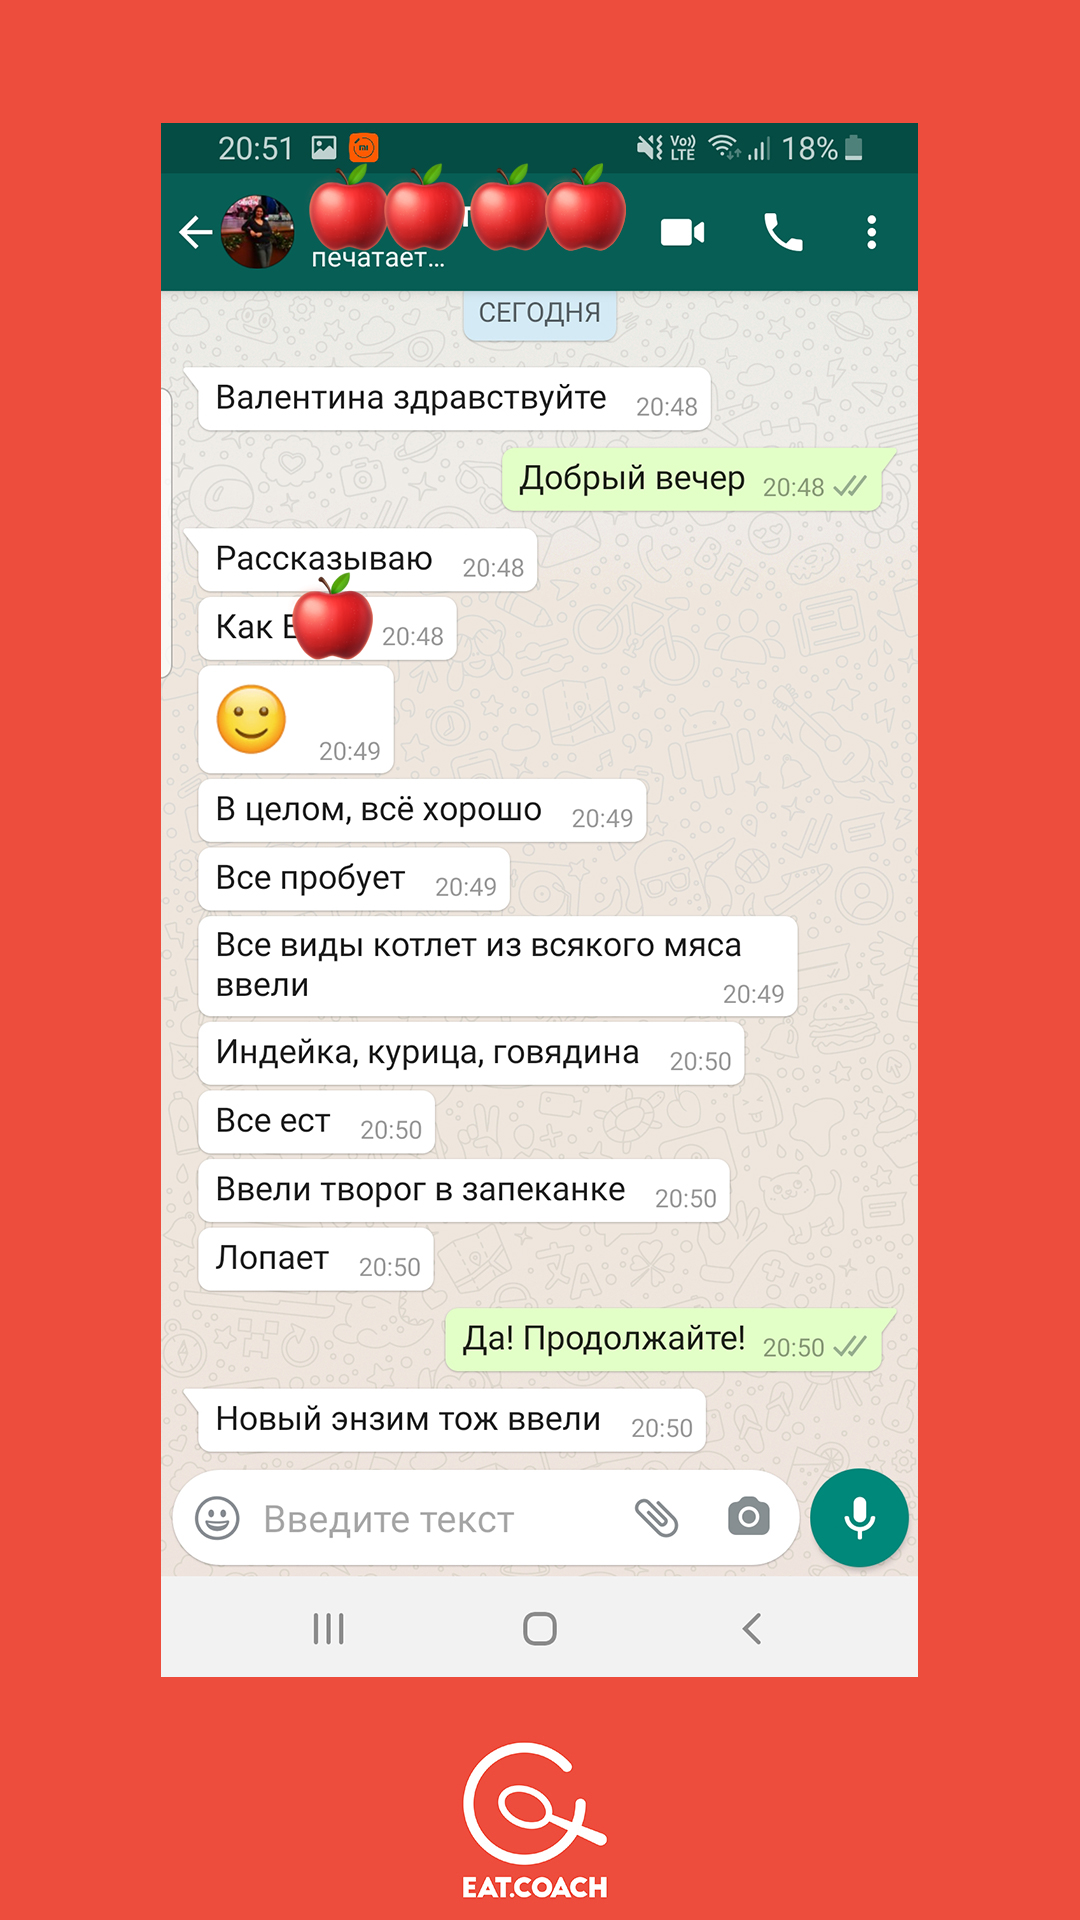 20:51
Vo))
LTE
18%
печатает...
СЕГОДНЯ
Валентина здравствуйте 20:48
Добрый вечер 20:48
Рассказываю 20:48
Как 20:48
20:49
В целом, всё хорошо 20:49
Все пробует 20:49
Все виды котлет из всякого мяса
ввели 20:49
Индейка, курица, говядина 20:50
Все ест 20:50
Ввели творог в запеканке 20:50
Лопает 20:50
Да! Продолжайте! 20:50
Новый энзим тож ввели 20:50
Введите текст
EAT.COACH